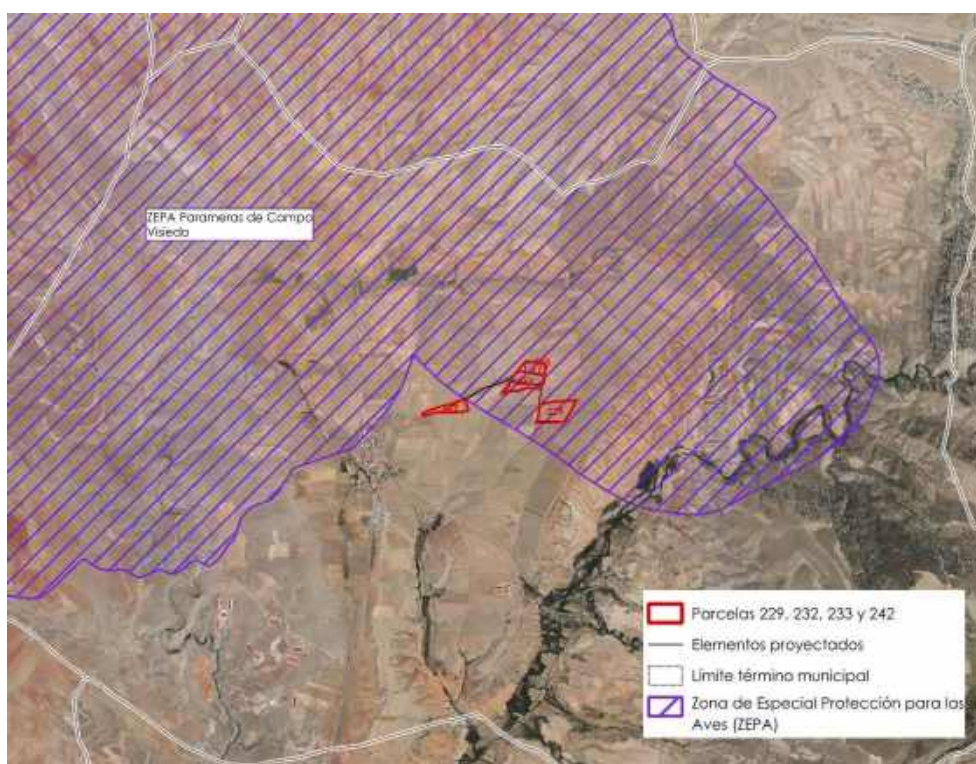 ZEPA Parameras de Campo
Visiedo
Parcelas 229, 232, 233 y 242
Elementos proyectados
Límite término municipal
Zona de Especial Protección para las
Aves (ZEPA)